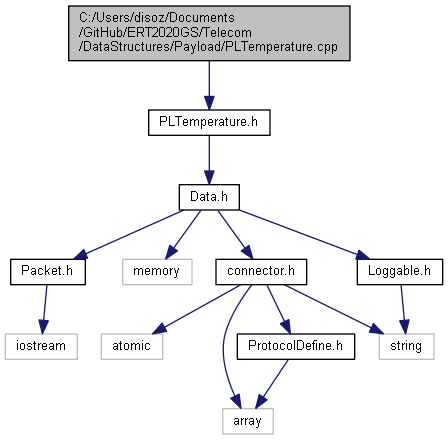 C:/Users/disoz/Documents
/GitHub/ERT2020GS/Telecom
/DataStructures/Payload/PLTemperature.cpp
PLTemperature.h
Data.h
Packet.h
memory
connector.h
Loggable.h
iostream
atomic
ProtocolDefine.h
string
array